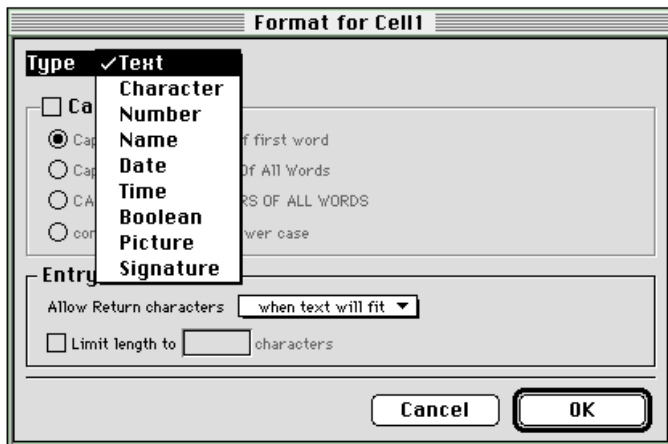 Format for Cell1
Type ✓Text
Character
Number
Name
Date
Time
Boolean
Picture
Signature
Ca
Cap f first word
Cap Of All Words
CA RS OF ALL WORDS
con wer case
Entry
Allow Return characters when text will fit
Limit length to characters
Cancel OK